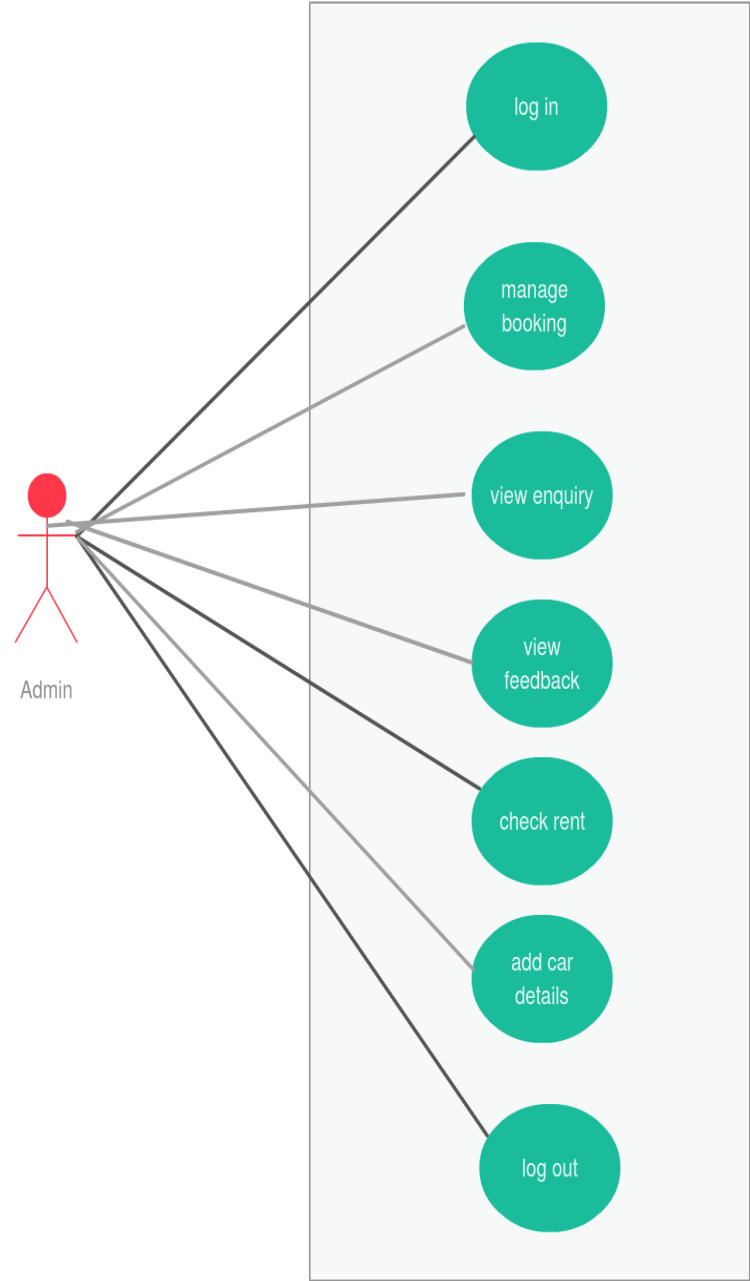 log in
manage
booking
view enquiry
view
feedback
Admin
check rent
add car
details
log out